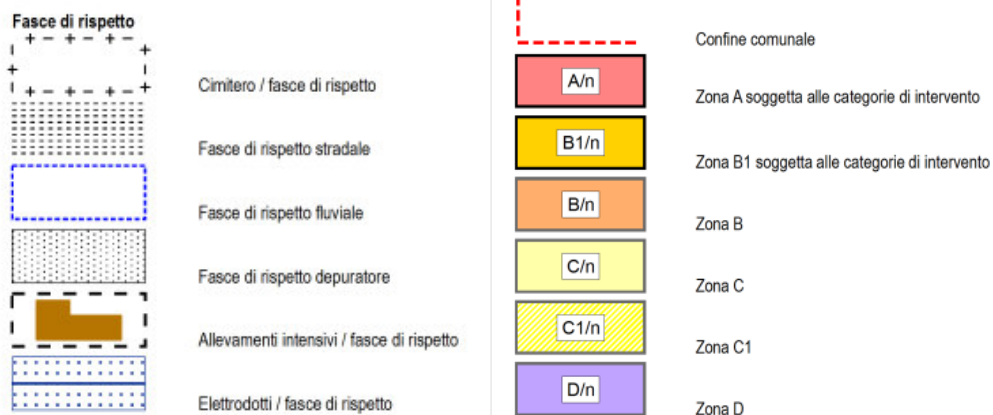 Fasce di rispetto
Cimitero / fasce di rispetto
Fasce di rispetto stradale
Fasce di rispetto fluviale
Fasce di rispetto depuratore
Allevamenti intensivi / fasce di rispetto
Elettrodotti / fasce di rispetto
Confine comunale
A/n
Zona A soggetta alle categorie di intervento
B1/n
Zona B1 soggetta alle categorie di intervento
B/n
Zona B
C/n
Zona C
C1/n
Zona C1
D/n
Zona D